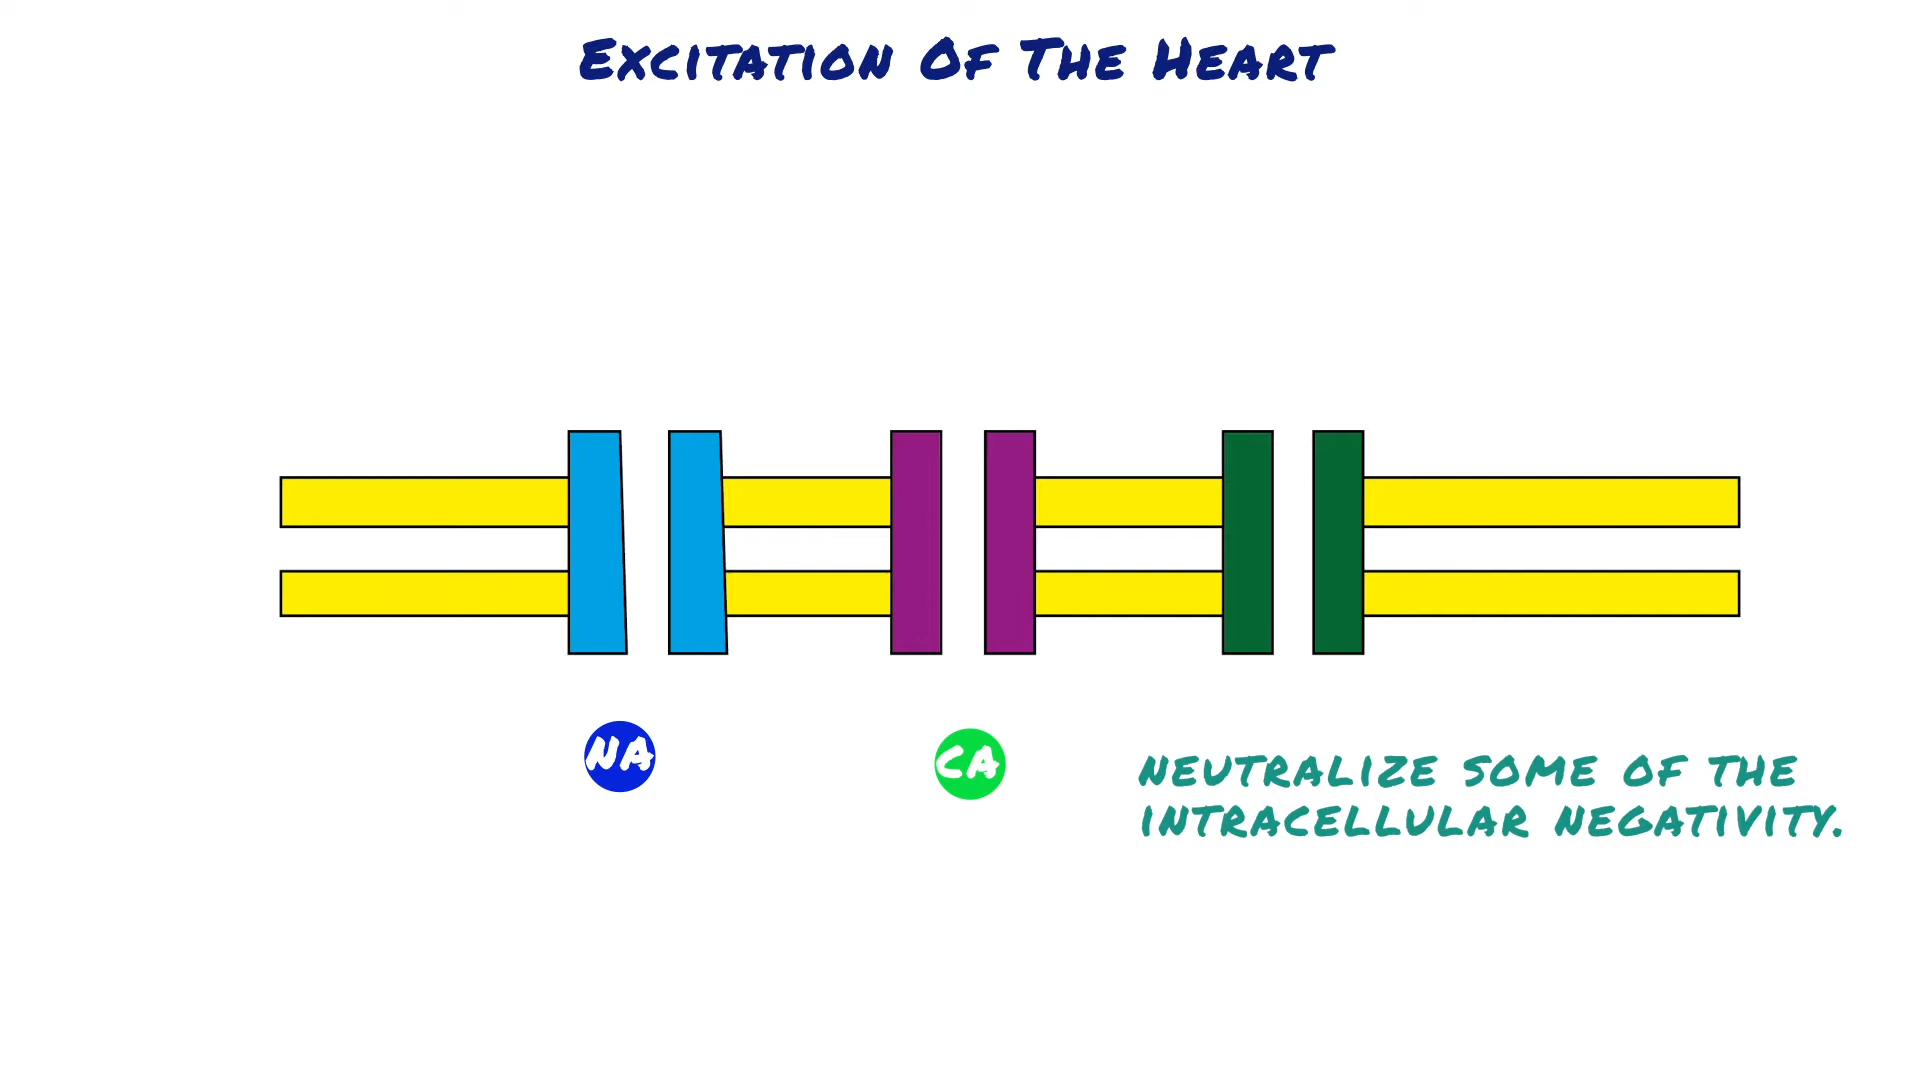 Excitation Of The Heart
NA
CA
neutralize some of the
intracellular negativity.